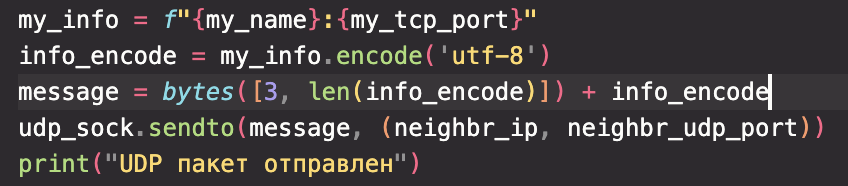 my_info = f"{my_name}:{my_tcp_port}"
info_encode = my_info.encode('utf-8')
message = bytes([3, len(info_encode)]) + info_encode
udp_sock.sendto(message, (neighbr_ip, neighbr_udp_port))
print("UDP пакет отправлен")